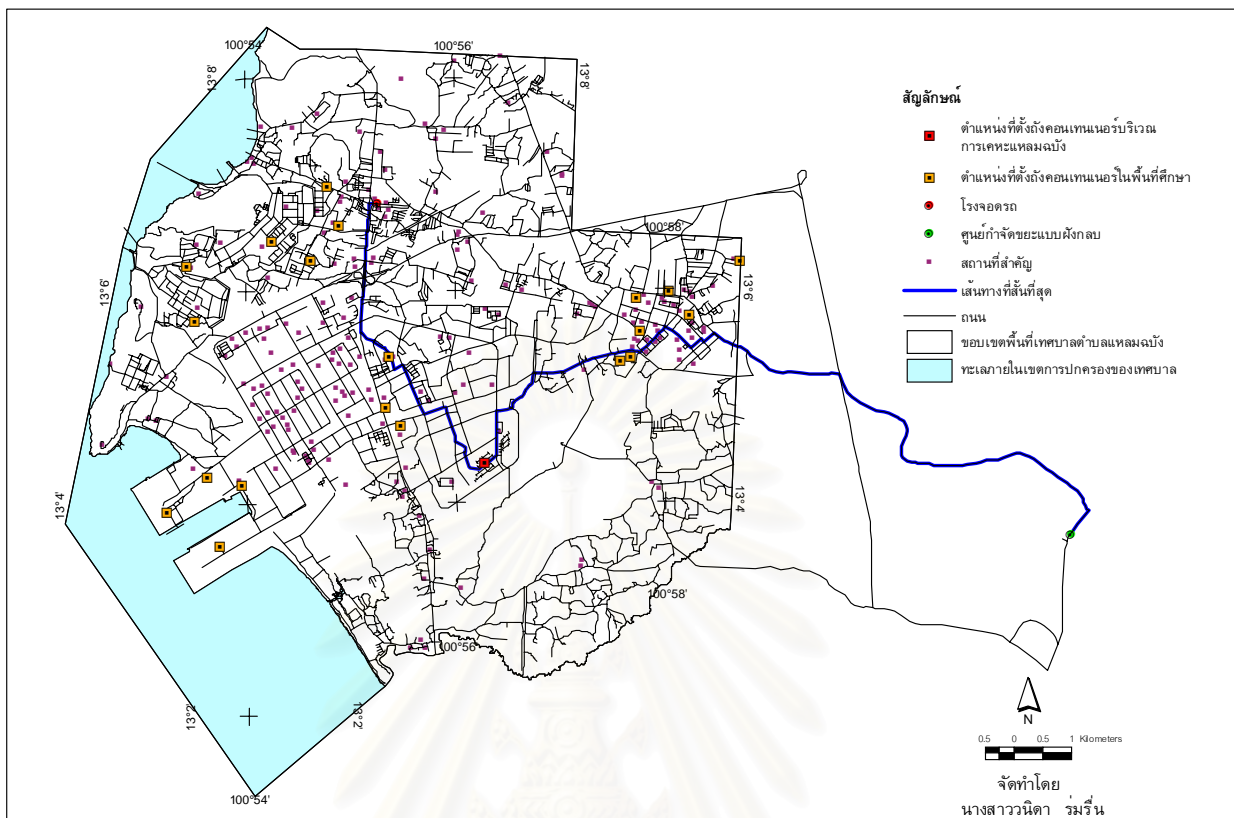 100°54'
100°56'
13°8'
13°8'
100°58'
13°6'
13°6'
13°4'
13°4'
100°58'
100°56'
13°2'
13°2'
100°54'
สัญลักษณ์
ตำแหน่งที่ตั้งถังคอนเทนเนอร์บริเวณ
การเคหะแหลมฉบัง
ตำแหน่งที่ตั้งถังคอนเทนเนอร์ในพื้นที่ศึกษา
โรงจอดรถ
ศูนย์กำจัดขยะแบบฝังกลบ
สถานที่สำคัญ
เส้นทางที่สั้นที่สุด
ถนน
ขอบเขตพื้นที่เทศบาลตำบลแหลมฉบัง
ทะเลภายในเขตการปกครองของเทศบาล
N
0.5 0 0.5 1 Kilometers
จัดทำโดย
นางสาววนิดา รุ่มรื่น